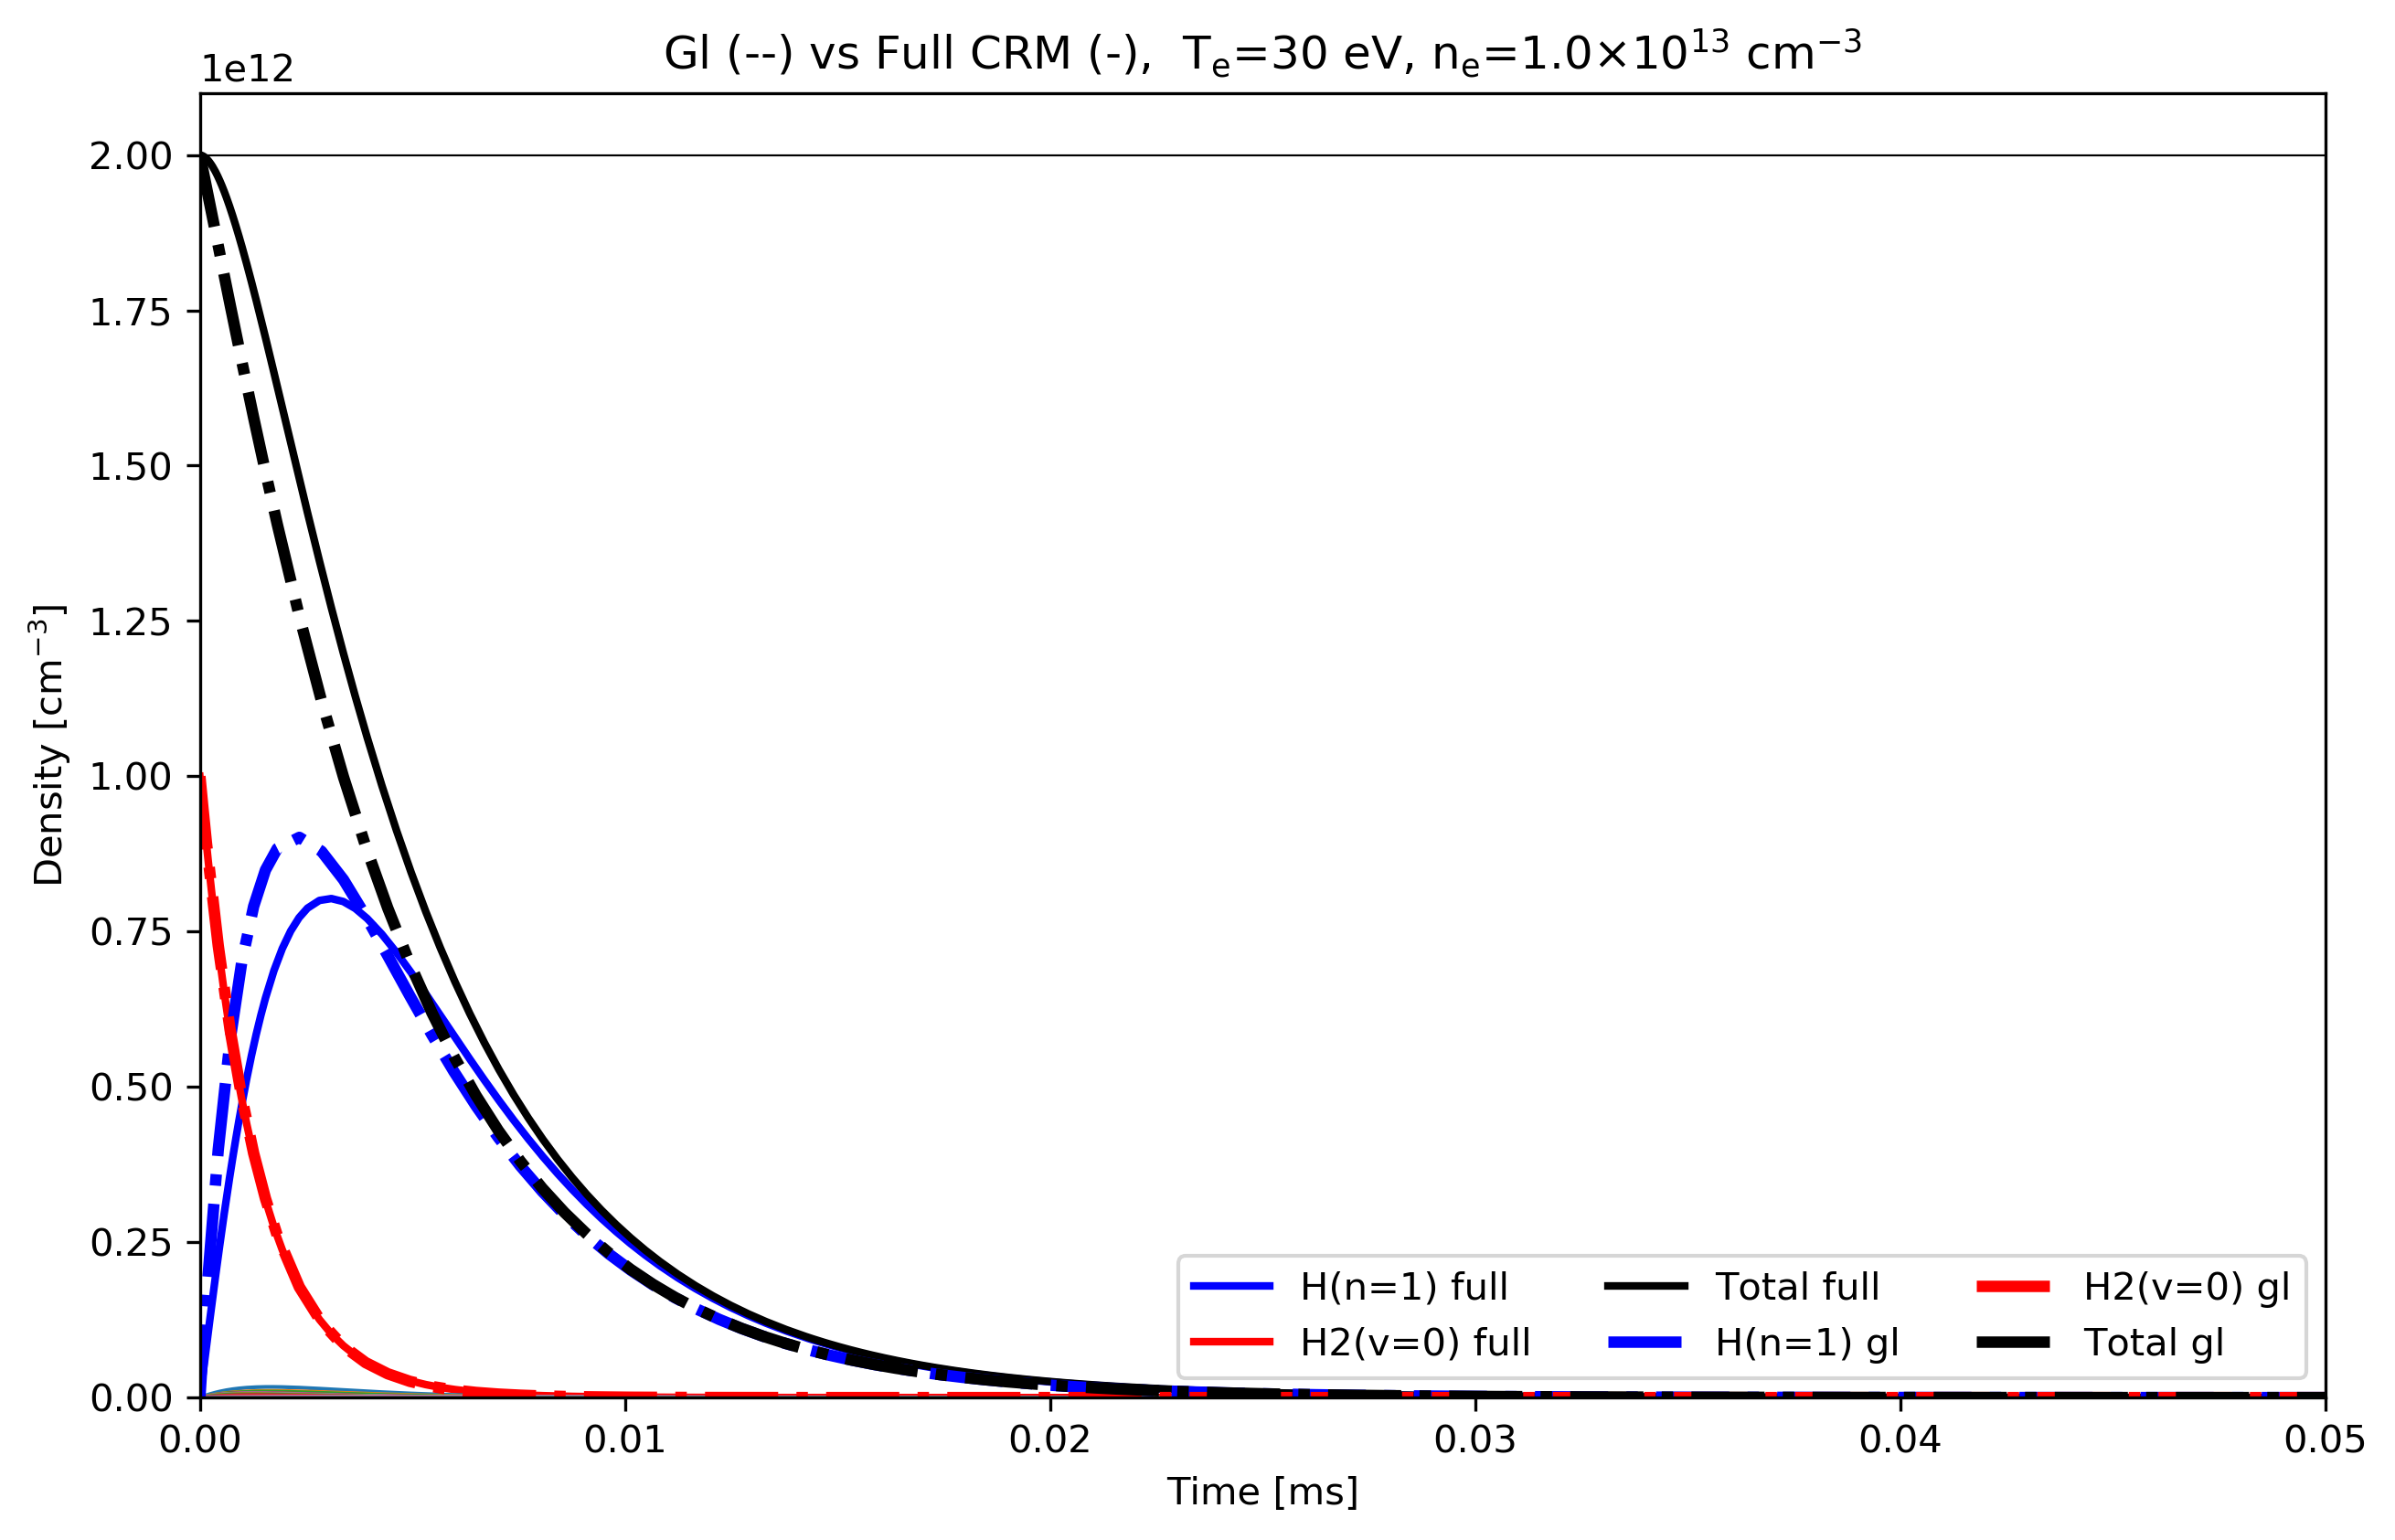 Gl (--) vs Full CRM (-),  Tₑ=30 eV, nₑ=1.0×10¹³ cm⁻³
1e12
2.00
1.75
1.50
1.25
1.00
0.75
0.50
0.25
0.00
Density [cm⁻³]
H(n=1) full
Total full
H2(v=0) gl
H2(v=0) full
H(n=1) gl
Total gl
0.00 0.01 0.02 0.03 0.04 0.05
Time [ms]